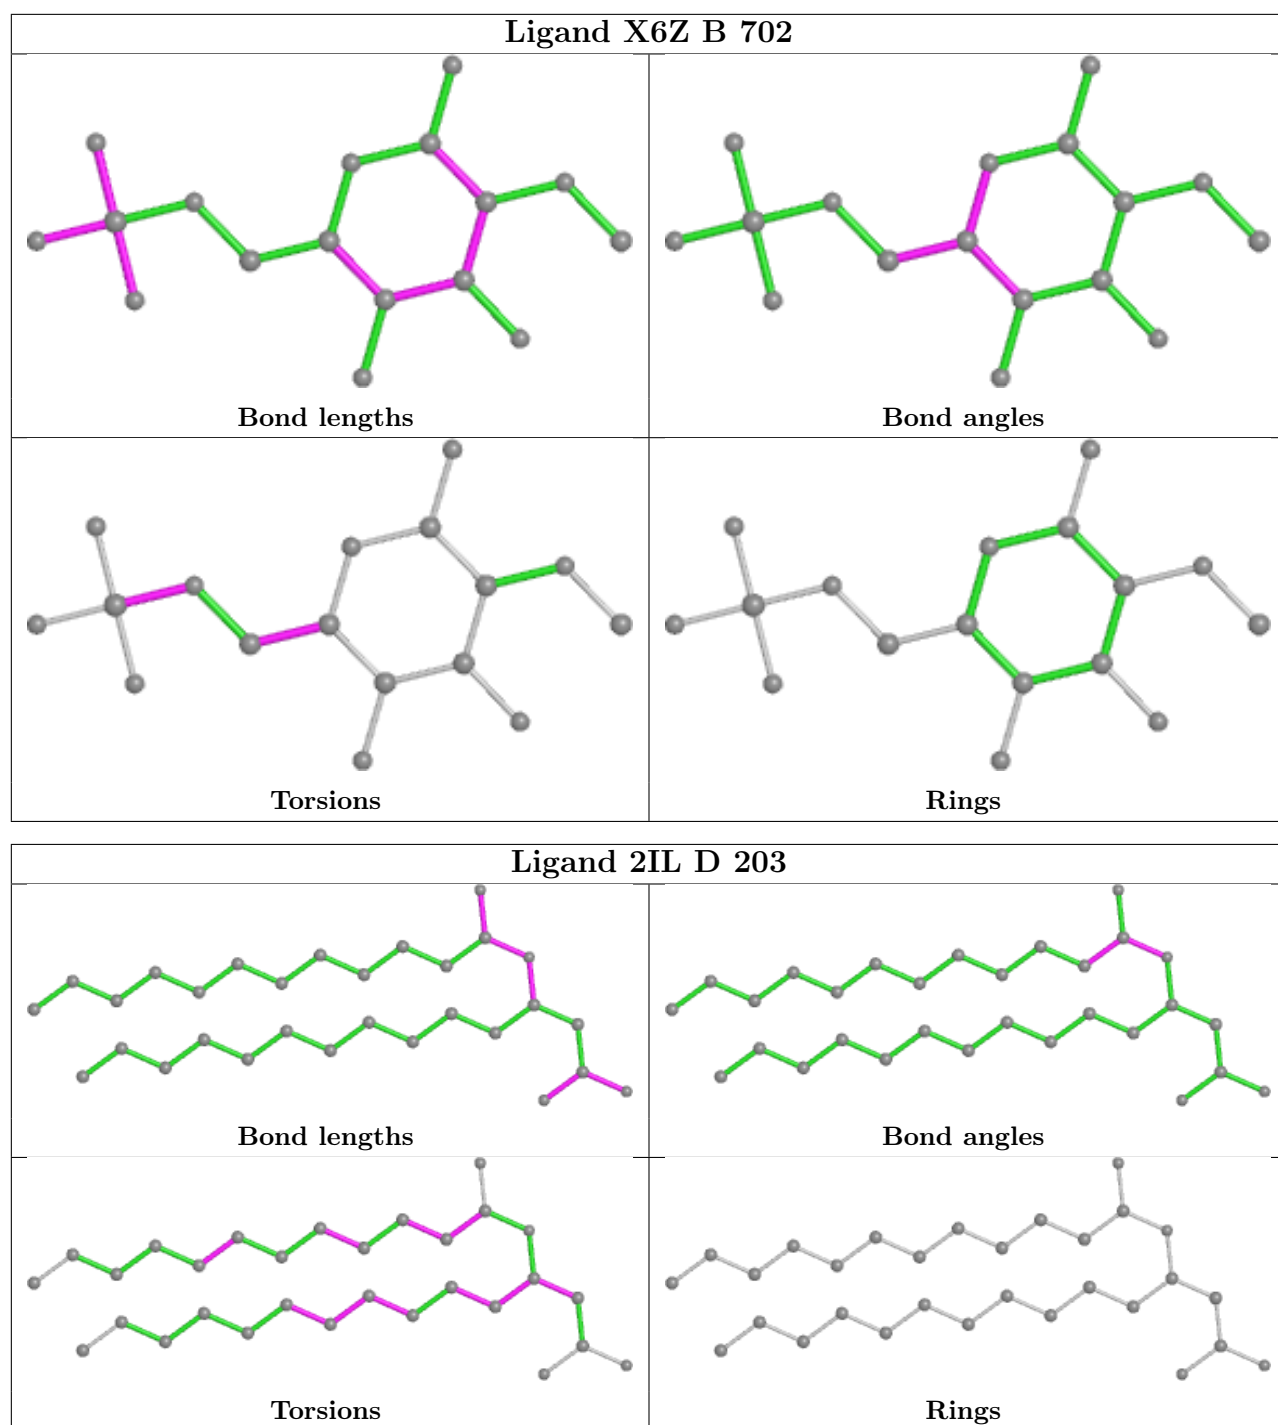 Ligand X6Z B 702
Bond lengths
Bond angles
Torsions
Rings
Ligand 2IL D 203
Bond lengths
Bond angles
Torsions
Rings